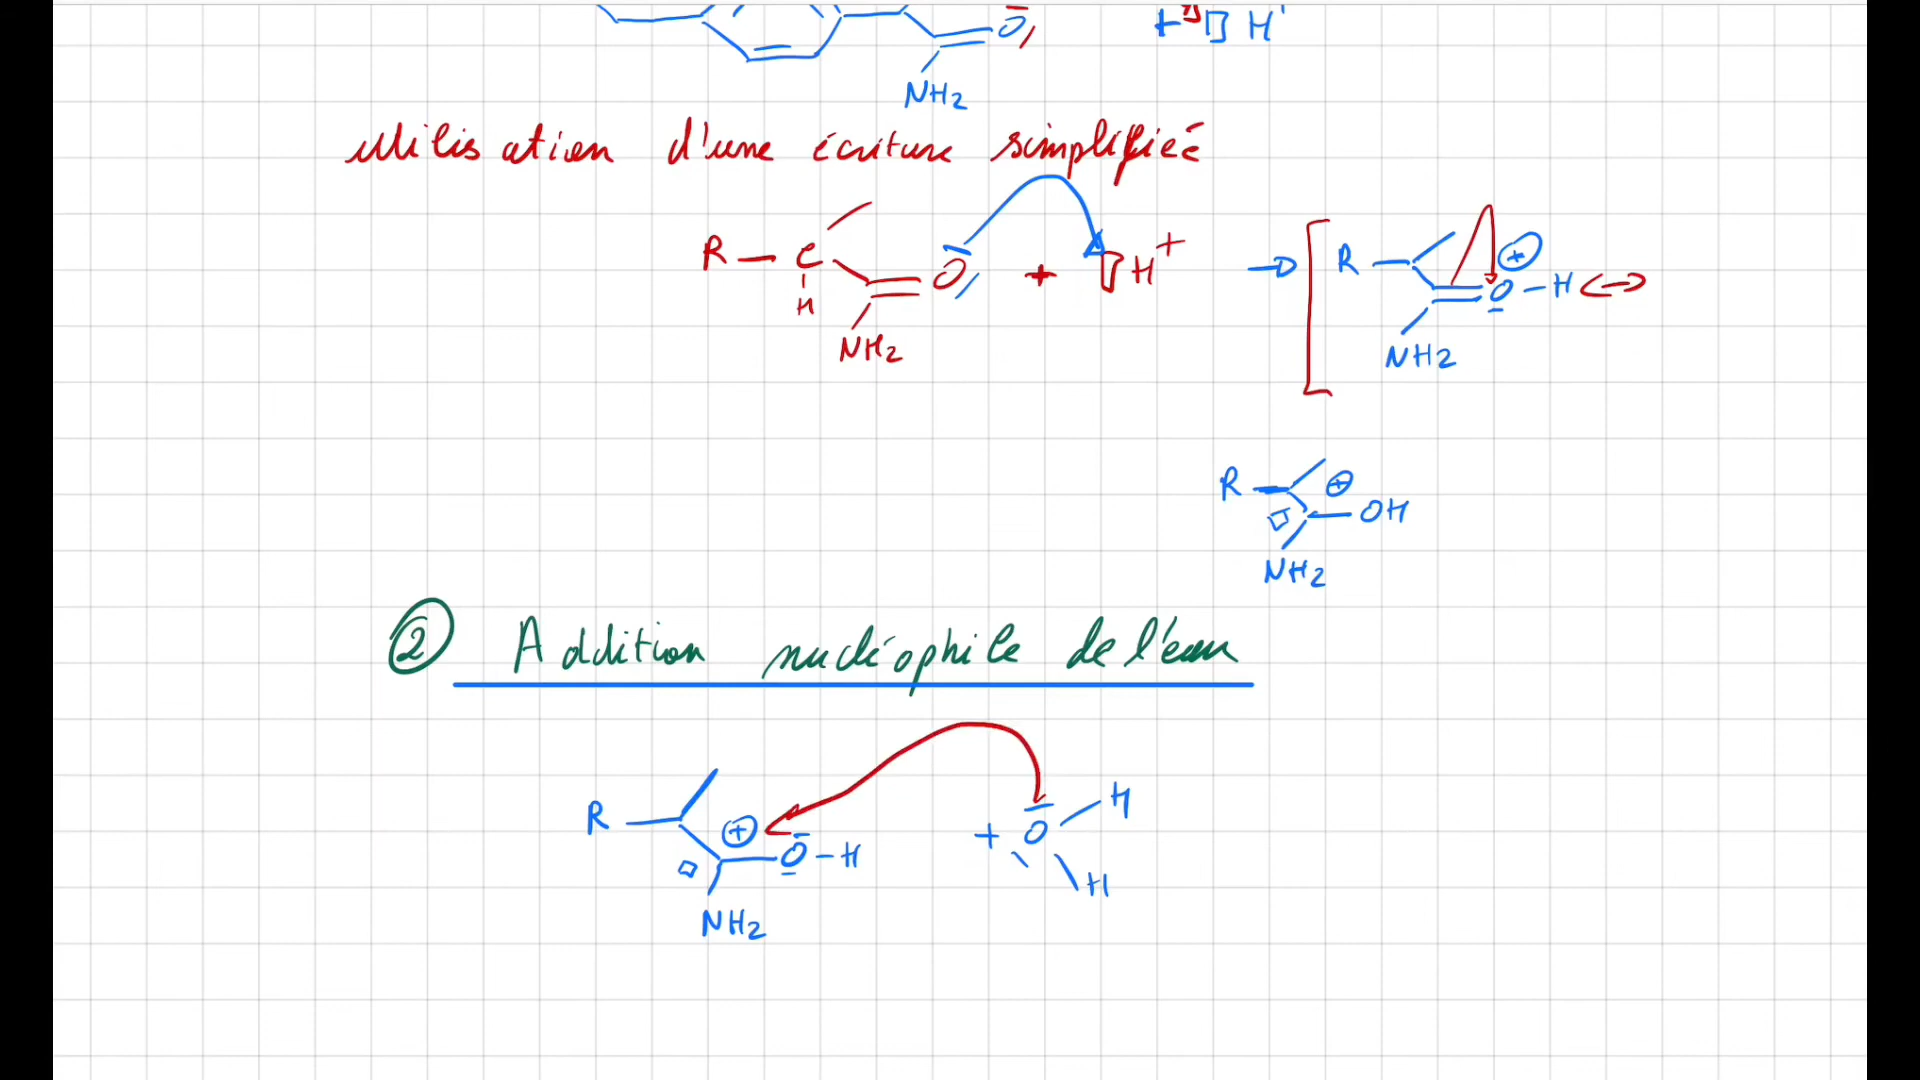 O
+ H+
NH2
utilisation d'une écriture simplifiée
R – C O + H+ → [ R ⊕ O – H ↔
H
NH2 NH2
R ⊕ OH
NH2
② Addition nucléophile de l'eau
R ⊕ O – H + O H
H
NH2